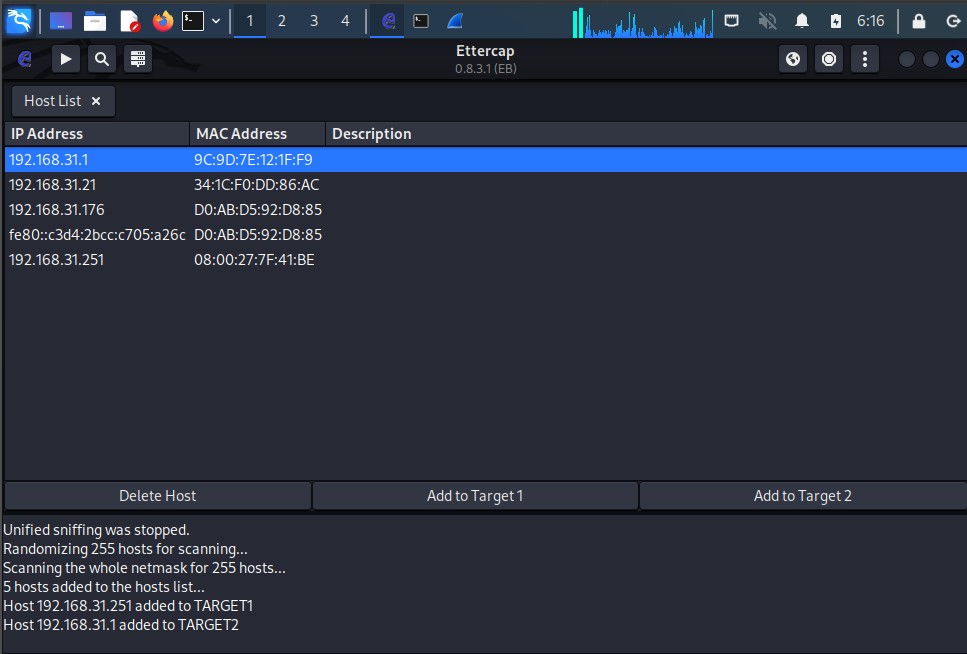 1 2 3 4 6:16
Ettercap
0.8.3.1 (EB)
Host List ×
IP Address MAC Address Description
192.168.31.1 9C:9D:7E:12:1F:F9
192.168.31.21 34:1C:F0:DD:86:AC
192.168.31.176 D0:AB:D5:92:D8:85
fe80::c3d4:2bcc:c705:a26c D0:AB:D5:92:D8:85
192.168.31.251 08:00:27:7F:41:BE
Delete Host Add to Target 1 Add to Target 2
Unified sniffing was stopped.
Randomizing 255 hosts for scanning...
Scanning the whole netmask for 255 hosts...
5 hosts added to the hosts list...
Host 192.168.31.251 added to TARGET1
Host 192.168.31.1 added to TARGET2